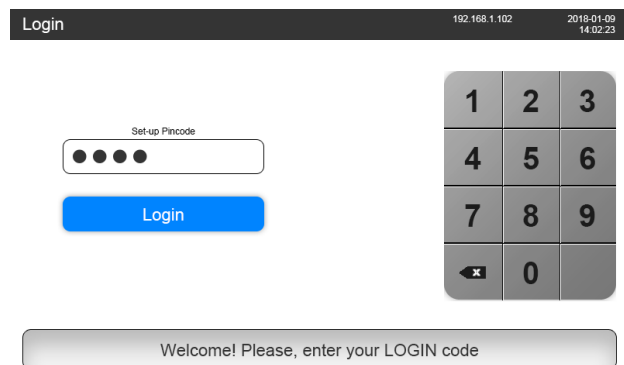 Login
192.168.1.102
2018-01-09
14:02:23
Set-up Pincode
Login
1 2 3
4 5 6
7 8 9
0
Welcome! Please, enter your LOGIN code